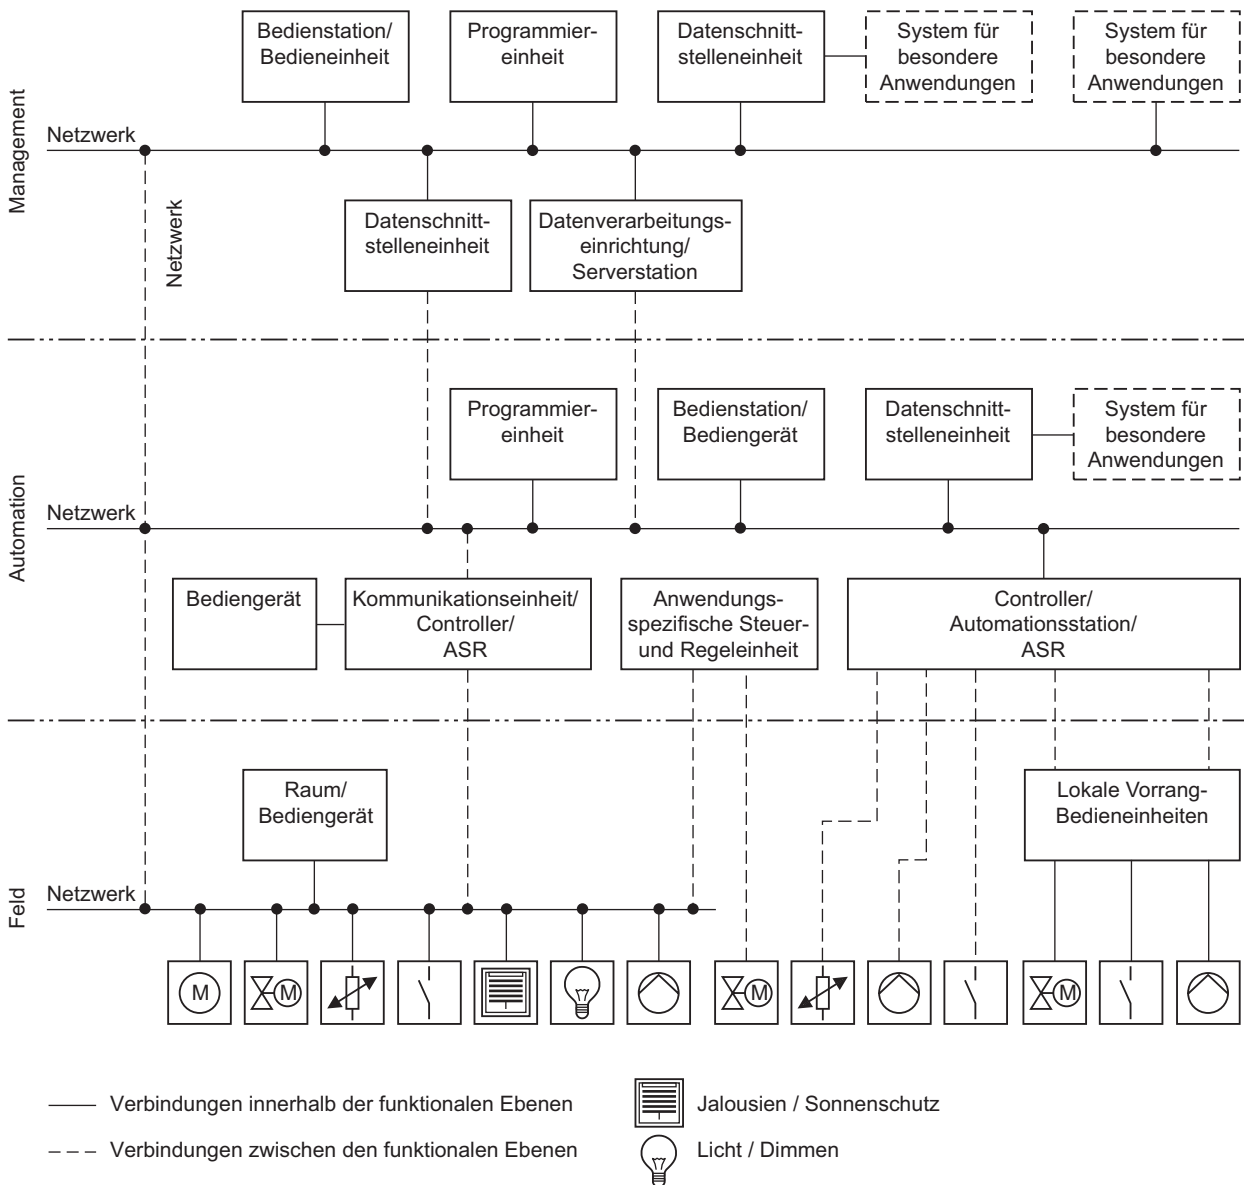 Management
Bedienstation/
Bedieneinheit
Programmier-
einheit
Datenschnitt-
stelleneinheit
System für
besondere
Anwendungen
System für
besondere
Anwendungen
Netzwerk
Netzwerk
Datenschnitt-
stelleneinheit
Datenverarbeitungs-
einrichtung/
Serverstation
Automation
Programmier-
einheit
Bedienstation/
Bediengerät
Datenschnitt-
stelleneinheit
System für
besondere
Anwendungen
Netzwerk
Bediengerät
Kommunikationseinheit/
Controller/
ASR
Anwendungs-
spezifische Steuer-
und Regeleinheit
Controller/
Automationsstation/
ASR
Feld
Raum/
Bediengerät
Lokale Vorrang-
Bedieneinheiten
Netzwerk
M
M
M
M
Verbindungen innerhalb der funktionalen Ebenen
Jalousien / Sonnenschutz
Verbindungen zwischen den funktionalen Ebenen
Licht / Dimmen